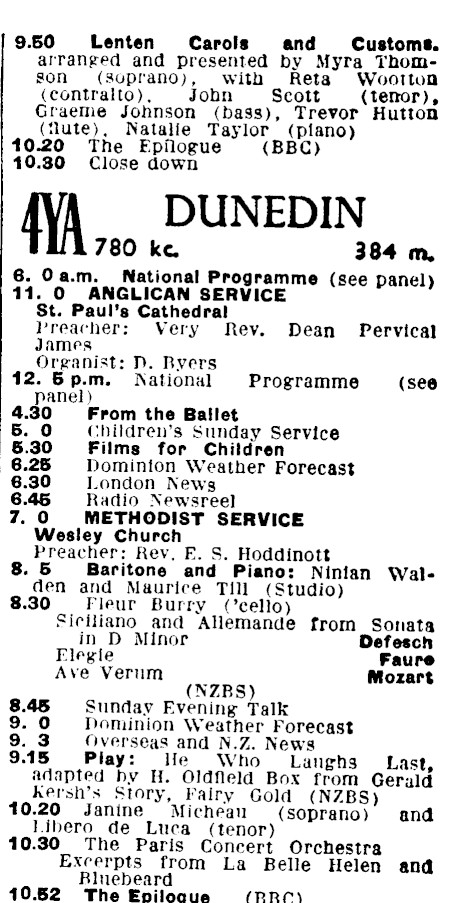 9.50 Lenten Carols and Customs.
arranged and presented by Myra Thom-
son (soprano), with Reta Wootton
(contralto), John Scott (tenor),
Graeme Johnson (bass), Trevor Hutton
(flute), Natalie Taylor (piano)
10.20 The Epilogue (BBC)
10.30 Close down
4YA DUNEDIN
780 kc. 384 m.
6. 0 a.m. National Programme (see panel)
11. 0 ANGLICAN SERVICE
St. Paul's Cathedral
Preacher: Very Rev. Dean Pervical
James
Organist: D. Byers
12. 5 p.m. National Programme (see
panel)
4.30 From the Ballet
5. 0 Children's Sunday Service
5.30 Films for Children
6.25 Dominion Weather Forecast
6.30 London News
6.45 Radio Newsreel
7. 0 METHODIST SERVICE
Wesley Church
Preacher: Rev. E. S. Hoddinott
8. 5 Baritone and Piano: Ninian Wal-
den and Maurice Till (Studio)
8.30 Fleur Burry ('cello)
Siciliano and Allemande from Sonata
in D Minor Defesch
Elegie Faure
Ave Verum Mozart
(NZBS)
8.45 Sunday Evening Talk
9. 0 Dominion Weather Forecast
9. 3 Overseas and N.Z. News
9.15 Play: He Who Laughs Last,
adapted by H. Oldfield Box from Gerald
Kersh's Story, Fairy Gold (NZBS)
10.20 Janine Micheau (soprano) and
Libero de Luca (tenor)
10.30 The Paris Concert Orchestra
Excerpts from La Belle Helen and
Bluebeard
10.52 The Epilogue (BBC)